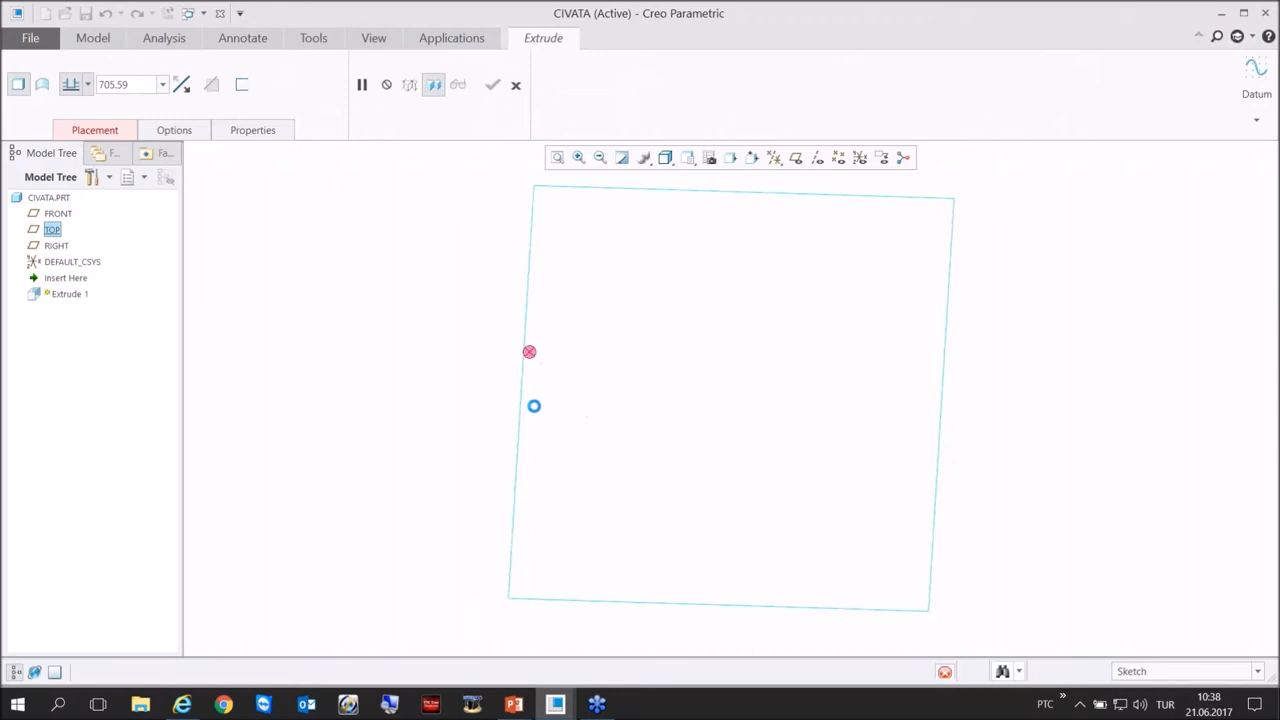 CIVATA (Active) - Creo Parametric
File Model Analysis Annotate Tools View Applications Extrude
705.59
Datum
Placement Options Properties
Model Tree F... Fa...
Model Tree
CIVATA.PRT
FRONT
TOP
RIGHT
DEFAULT_CSYS
Insert Here
Extrude 1
Sketch
PTC TUR 10:38
21.06.2017